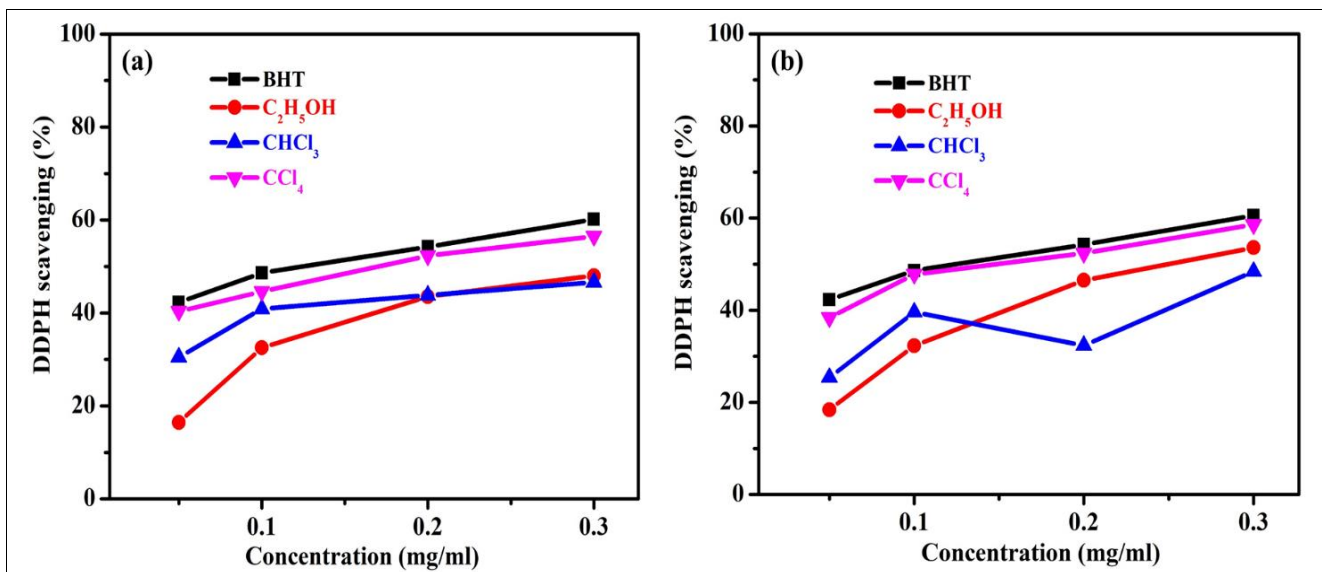 (a)
BHT
C₂H₅OH
CHCl₃
CCl₄
DDPH scavenging (%)
100
80
60
40
20
0
0.1 0.2 0.3
Concentration (mg/ml)
(b)
BHT
C₂H₅OH
CHCl₃
CCl₄
DDPH scavenging (%)
100
80
60
40
20
0
0.1 0.2 0.3
Concentration (mg/ml)